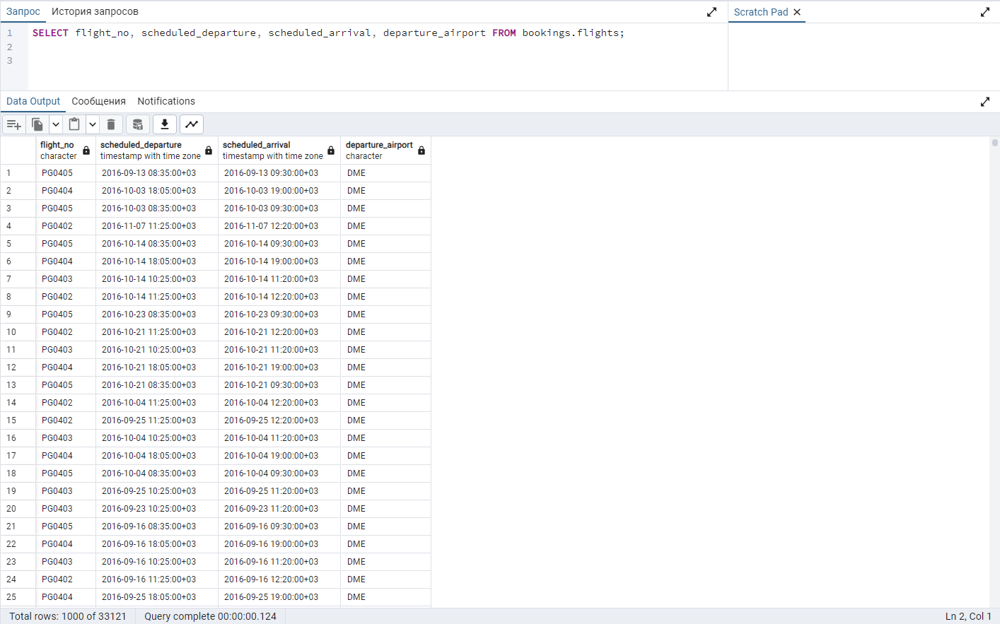 Запрос История запросов
Scratch Pad
1 SELECT flight_no, scheduled_departure, scheduled_arrival, departure_airport FROM bookings.flights;
2
3
Data Output Сообщения Notifications
flight_no scheduled_departure scheduled_arrival departure_airport
character timestamp with time zone timestamp with time zone character
1 PG0405 2016-09-13 08:35:00+03 2016-09-13 09:30:00+03 DME
2 PG0404 2016-10-03 18:05:00+03 2016-10-03 19:00:00+03 DME
3 PG0405 2016-10-03 08:35:00+03 2016-10-03 09:30:00+03 DME
4 PG0402 2016-11-07 11:25:00+03 2016-11-07 12:20:00+03 DME
5 PG0405 2016-10-14 08:35:00+03 2016-10-14 09:30:00+03 DME
6 PG0404 2016-10-14 18:05:00+03 2016-10-14 19:00:00+03 DME
7 PG0403 2016-10-14 10:25:00+03 2016-10-14 11:20:00+03 DME
8 PG0402 2016-10-14 11:25:00+03 2016-10-14 12:20:00+03 DME
9 PG0405 2016-10-23 08:35:00+03 2016-10-23 09:30:00+03 DME
10 PG0402 2016-10-21 11:25:00+03 2016-10-21 12:20:00+03 DME
11 PG0403 2016-10-21 10:25:00+03 2016-10-21 11:20:00+03 DME
12 PG0404 2016-10-21 18:05:00+03 2016-10-21 19:00:00+03 DME
13 PG0405 2016-10-21 08:35:00+03 2016-10-21 09:30:00+03 DME
14 PG0402 2016-10-04 11:25:00+03 2016-10-04 12:20:00+03 DME
15 PG0402 2016-09-25 11:25:00+03 2016-09-25 12:20:00+03 DME
16 PG0403 2016-10-04 10:25:00+03 2016-10-04 11:20:00+03 DME
17 PG0404 2016-10-04 18:05:00+03 2016-10-04 19:00:00+03 DME
18 PG0405 2016-10-04 08:35:00+03 2016-10-04 09:30:00+03 DME
19 PG0403 2016-09-25 10:25:00+03 2016-09-25 11:20:00+03 DME
20 PG0403 2016-09-23 10:25:00+03 2016-09-23 11:20:00+03 DME
21 PG0405 2016-09-16 08:35:00+03 2016-09-16 09:30:00+03 DME
22 PG0404 2016-09-16 18:05:00+03 2016-09-16 19:00:00+03 DME
23 PG0403 2016-09-16 10:25:00+03 2016-09-16 11:20:00+03 DME
24 PG0402 2016-09-16 11:25:00+03 2016-09-16 12:20:00+03 DME
25 PG0404 2016-09-25 18:05:00+03 2016-09-25 19:00:00+03 DME
Total rows: 1000 of 33121 Query complete 00:00:00.124 Ln 2, Col 1